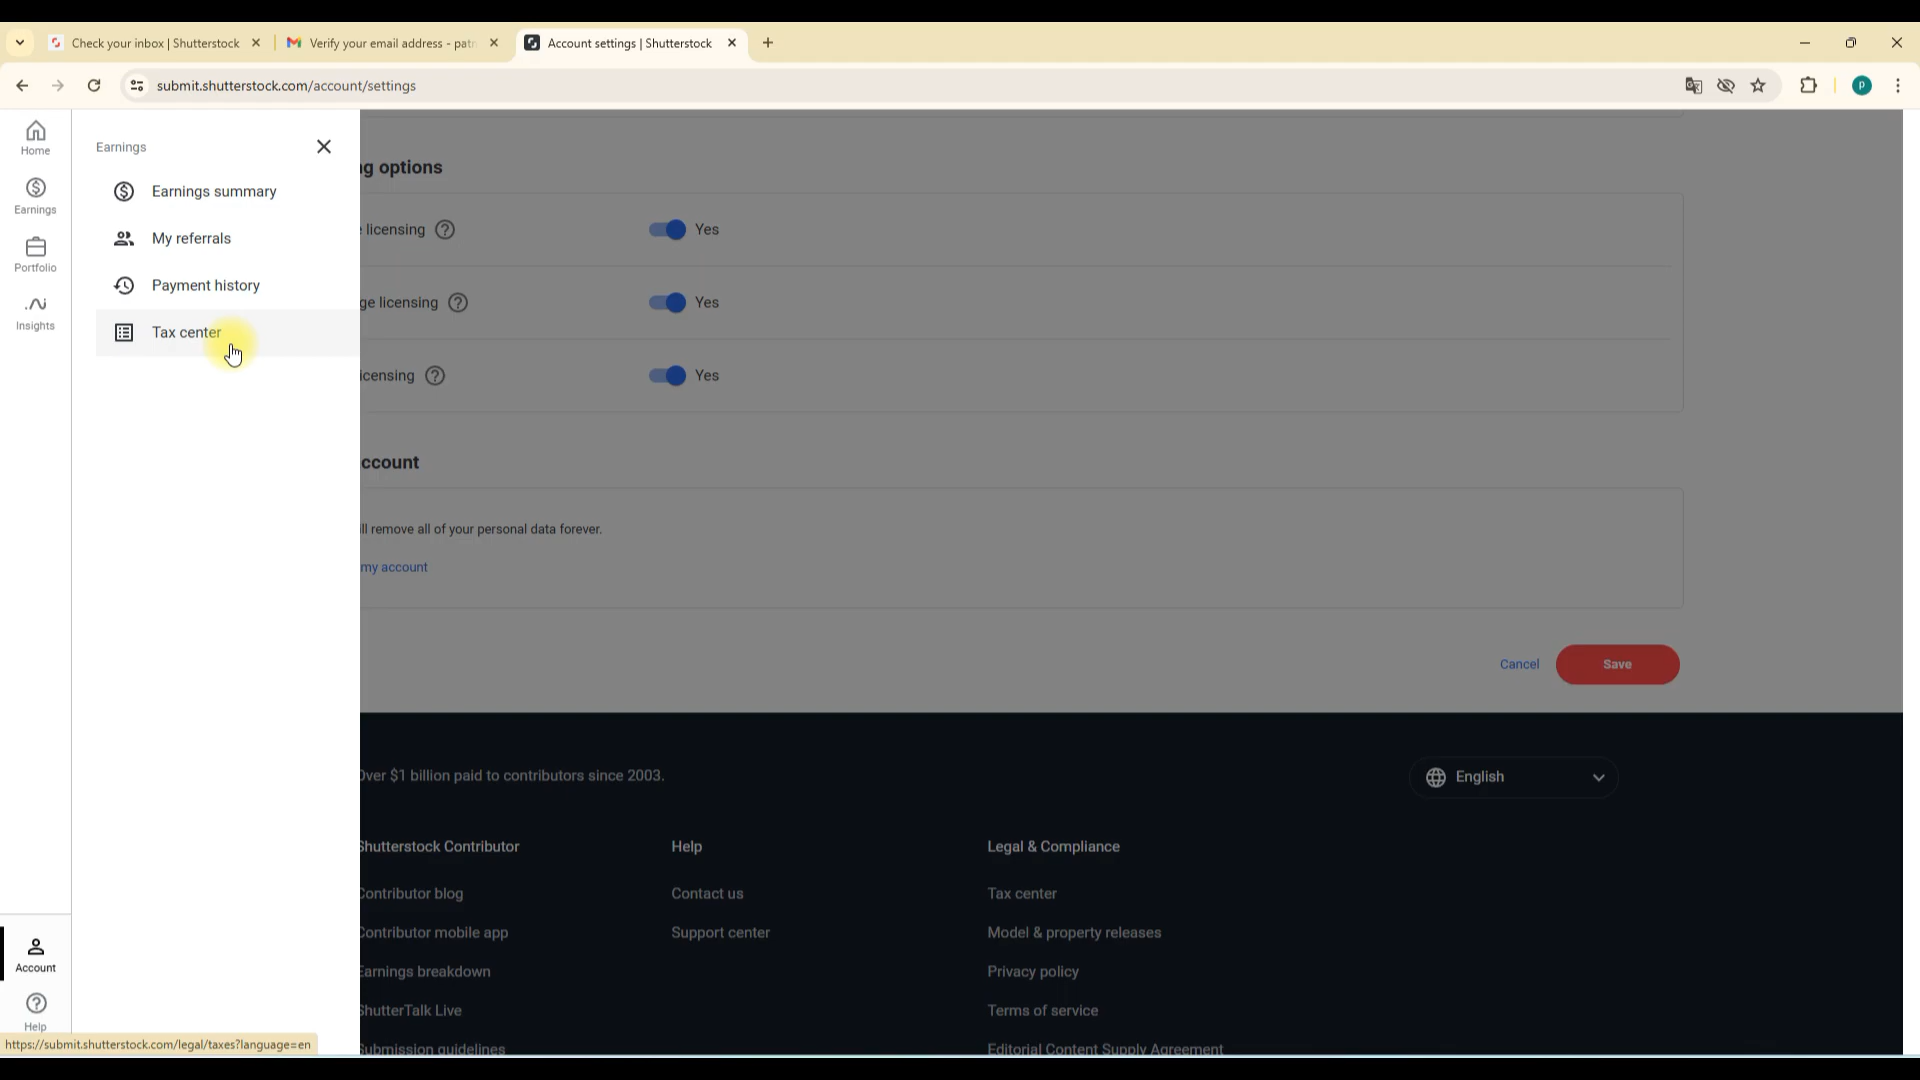 Check your inbox | Shutterstock
Verify your email address - patr
Account settings | Shutterstock
submit.shutterstock.com/account/settings
P
Home
Earnings
Portfolio
Insights
Account
Help
Earnings
Earnings summary
My referrals
Payment history
Tax center
g options
licensing Yes
ge licensing Yes
icensing Yes
ccount
ll remove all of your personal data forever.
my account
Cancel Save
Over $1 billion paid to contributors since 2003.
English
Shutterstock Contributor Help Legal & Compliance
Contributor blog Contact us Tax center
Contributor mobile app Support center Model & property releases
Earnings breakdown Privacy policy
ShutterTalk Live Terms of service
Submission guidelines Editorial Content Supply Agreement
https://submit.shutterstock.com/legal/taxes?language=en